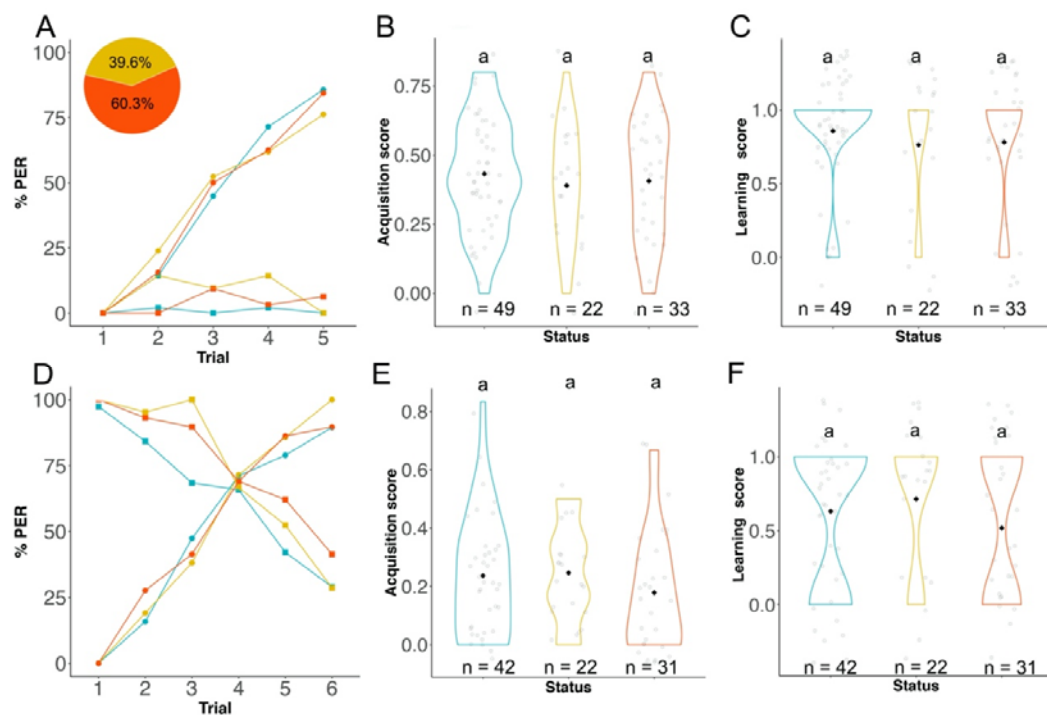 A
39.6%
60.3%
100
75
50
25
0
% PER
1 2 3 4 5
Trial
B
a a a
0.75
0.50
0.25
0.00
Acquisition score
n = 49 n = 22 n = 33
Status
C
a a a
1.0
0.5
0.0
Learning score
n = 49 n = 22 n = 33
Status
D
100
75
50
25
0
% PER
1 2 3 4 5 6
Trial
E
a a a
0.8
0.6
0.4
0.2
0.0
Acquisition score
n = 42 n = 22 n = 31
Status
F
a a a
1.0
0.5
0.0
Learning score
n = 42 n = 22 n = 31
Status